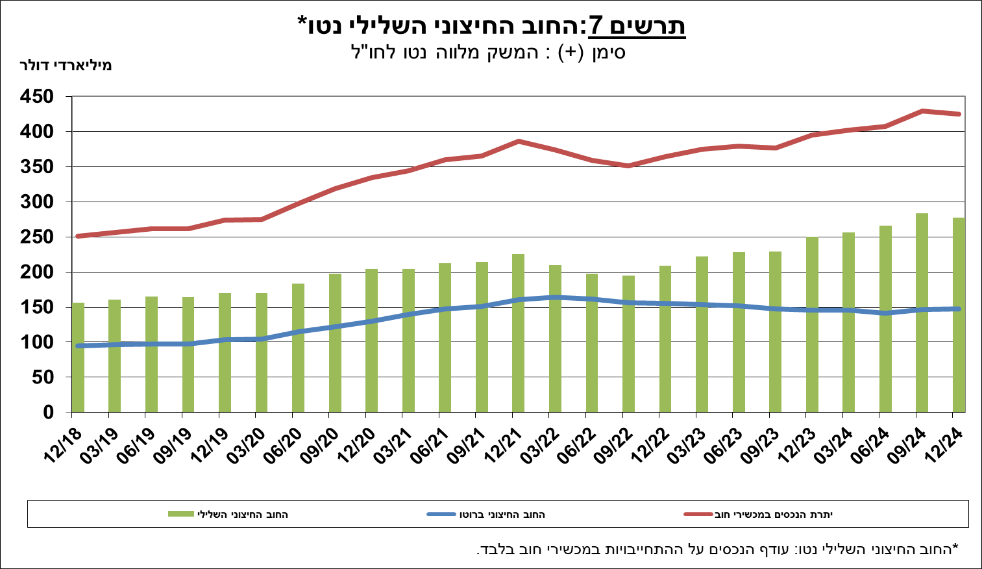 תרשים 7:החוב החיצוני השלילי נטו*
סימן (+) : המשק מלווה נטו לחו"ל
מיליארדי דולר
450
400
350
300
250
200
150
100
50
0
12/18 03/19 06/19 09/19 12/19 03/20 06/20 09/20 12/20 03/21 06/21 09/21 12/21 03/22 06/22 09/22 12/22 03/23 06/23 09/23 12/23 03/24 06/24 09/24 12/24
יתרת הנכסים במכשירי חוב החוב החיצוני ברוטו החוב החיצוני השלילי
*החוב החיצוני השלילי נטו: עודף הנכסים על ההתחייבויות במכשירי חוב בלבד.